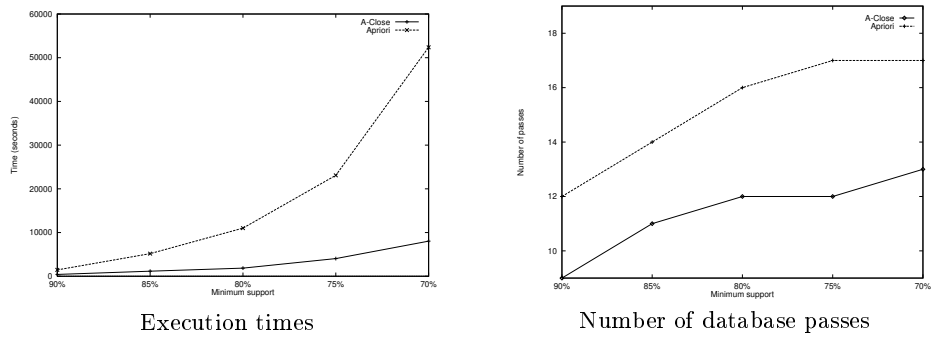 60000
50000
40000
30000
20000
10000
0
Time (seconds)
A-Close
Apriori
90%
85%
80%
75%
70%
Minimum support
Execution times
18
16
14
12
10
Number of passes
A-Close
Apriori
90%
85%
80%
75%
70%
Minimum support
Number of database passes